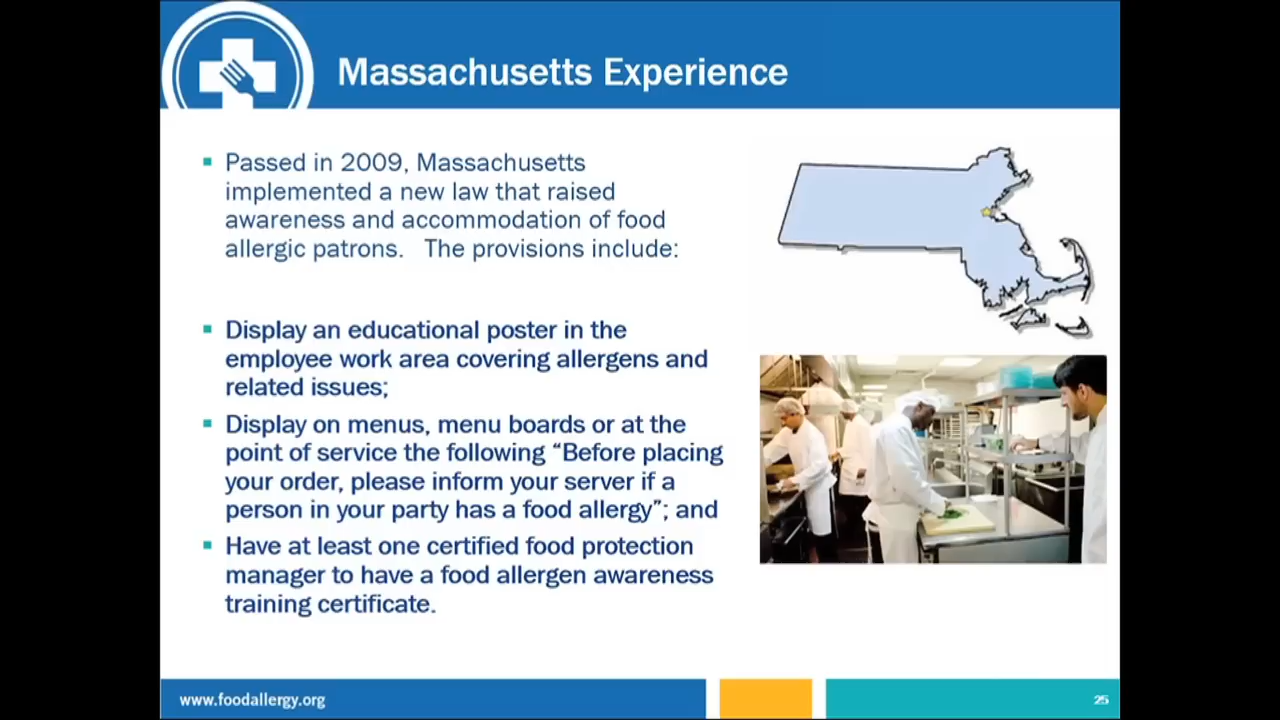 Massachusetts Experience
Passed in 2009, Massachusetts
implemented a new law that raised
awareness and accommodation of food
allergic patrons.   The provisions include:
Display an educational poster in the
employee work area covering allergens and
related issues;
Display on menus, menu boards or at the
point of service the following “Before placing
your order, please inform your server if a
person in your party has a food allergy”; and
Have at least one certified food protection
manager to have a food allergen awareness
training certificate.
www.foodallergy.org
25